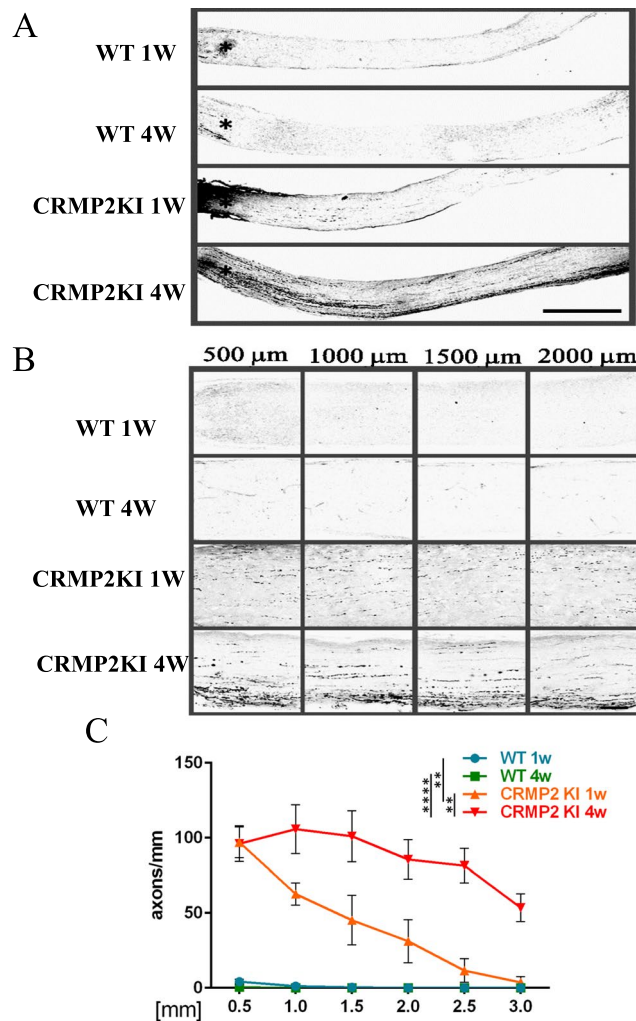 A
WT 1W
*
WT 4W
*
CRMP2KI 1W
*
CRMP2KI 4W
*
B
500 μm 1000 μm 1500 μm 2000 μm
WT 1W
WT 4W
CRMP2KI 1W
CRMP2KI 4W
C
axons/mm
150
100
50
0
**** ** **
WT 1w
WT 4w
CRMP2 KI 1w
CRMP2 KI 4w
[mm] 0.5 1.0 1.5 2.0 2.5 3.0